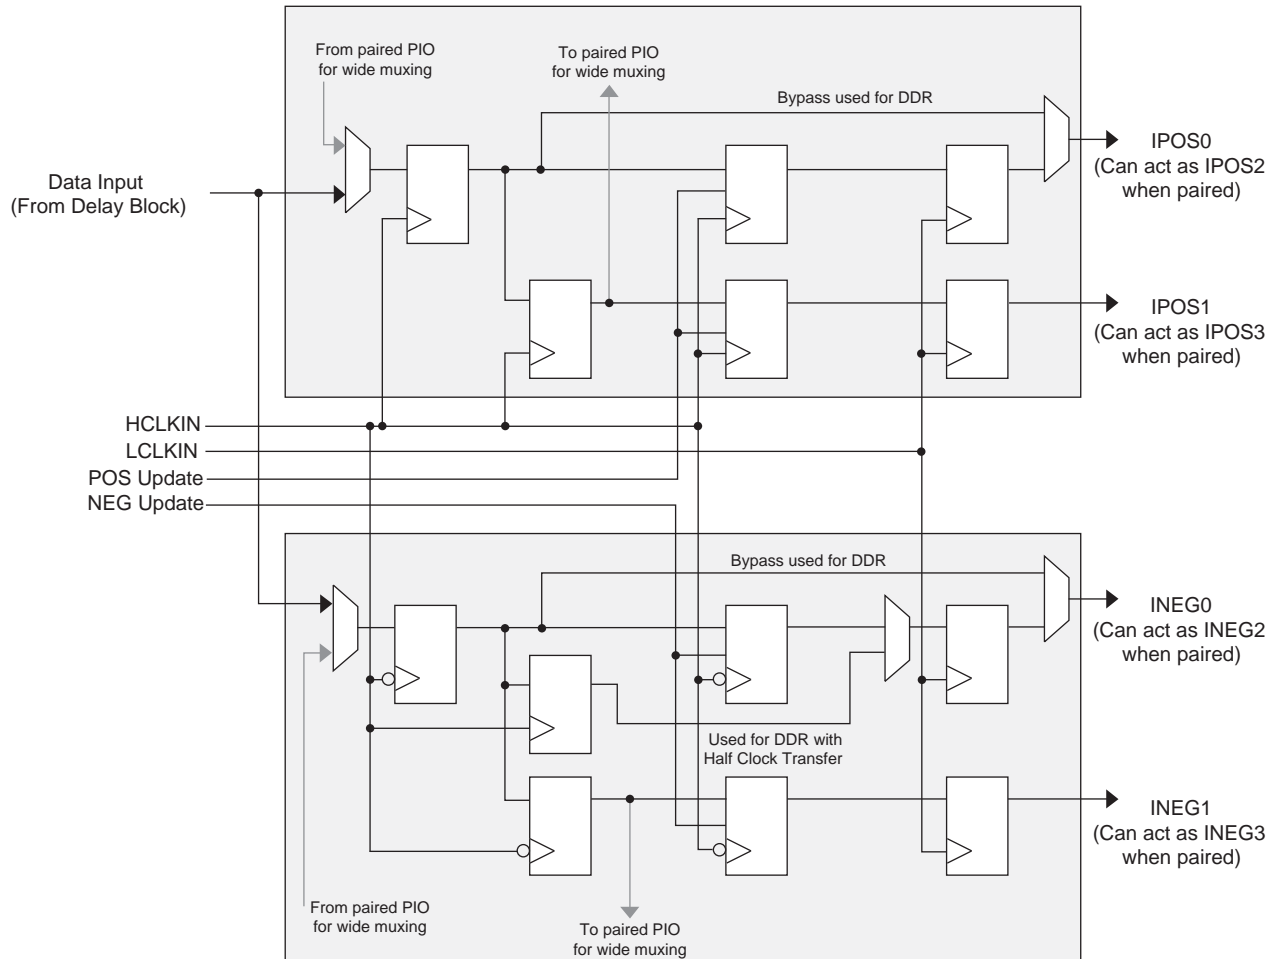 From paired PIO
for wide muxing
To paired PIO
for wide muxing
Bypass used for DDR
IPOS0
(Can act as IPOS2
when paired)
Data Input
(From Delay Block)
IPOS1
(Can act as IPOS3
when paired)
HCLKIN
LCLKIN
POS Update
NEG Update
Bypass used for DDR
INEG0
(Can act as INEG2
when paired)
Used for DDR with
Half Clock Transfer
INEG1
(Can act as INEG3
when paired)
From paired PIO
for wide muxing
To paired PIO
for wide muxing